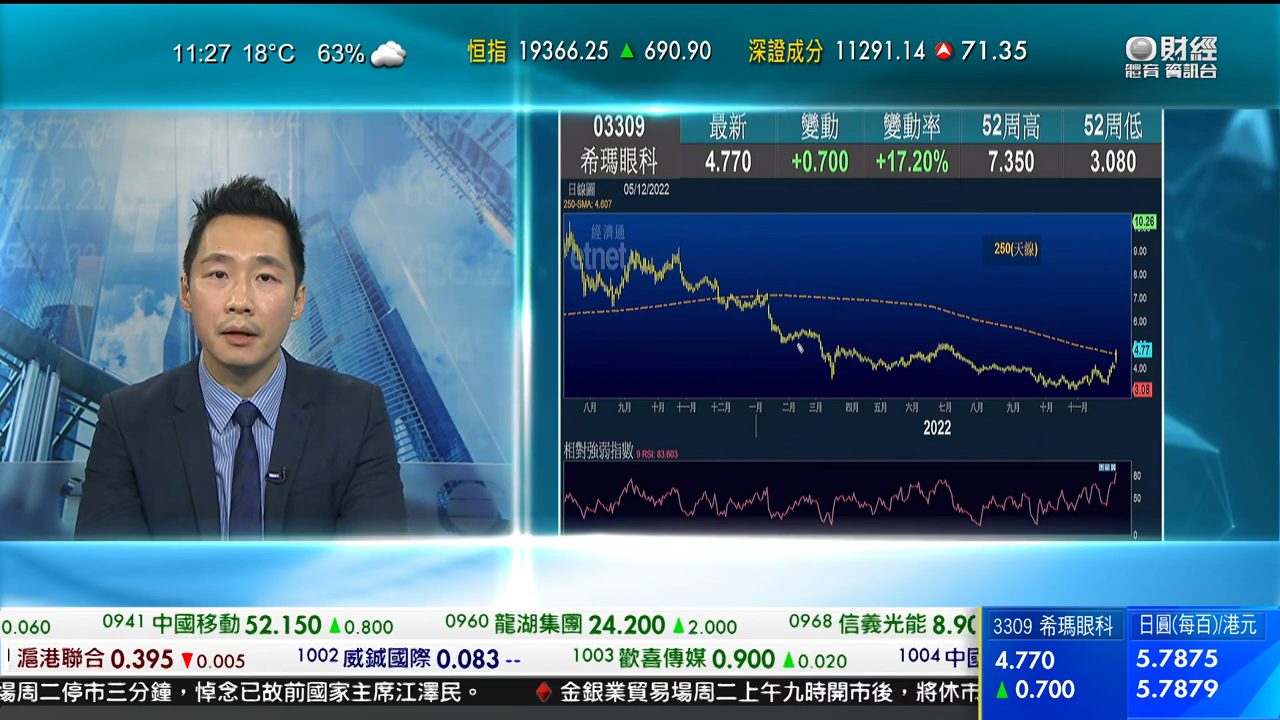 11:27 18°C 63%
恒指 19366.25 ▲ 690.90 深證成分 11291.14 71.35
財經
體育 資訊台
03309 最新 變動 變動率 52周高 52周低
希瑪眼科 4.770 +0.700 +17.20% 7.350 3.080
日線圖 05/12/2022
250-SMA: 4.607
10.26
經濟通
etnet
250(天線)
9.00
8.00
7.00
6.00
4.77
4.00
3.08
八月 九月 十月 十一月 十二月 一月 二月 三月 四月 五月 六月 七月 八月 九月 十月 十一月
2022
相對強弱指數 9 RSI: 83.603
80
50
0
0.060 0941 中國移動 52.150 ▲0.800 0960 龍湖集團 24.200 ▲2.000 0968 信義光能 8.90
滬港聯合 0.395 ▼0.005 1002 威鋮國際 0.083 -- 1003 歡喜傳媒 0.900 ▲0.020 1004 中國
場周二停市三分鐘，悼念已故前國家主席江澤民。 金銀業貿易場周二上午九時開市後，將休市
3309 希瑪眼科
4.770
▲ 0.700
日圓(每百)/港元
5.7875
5.7879